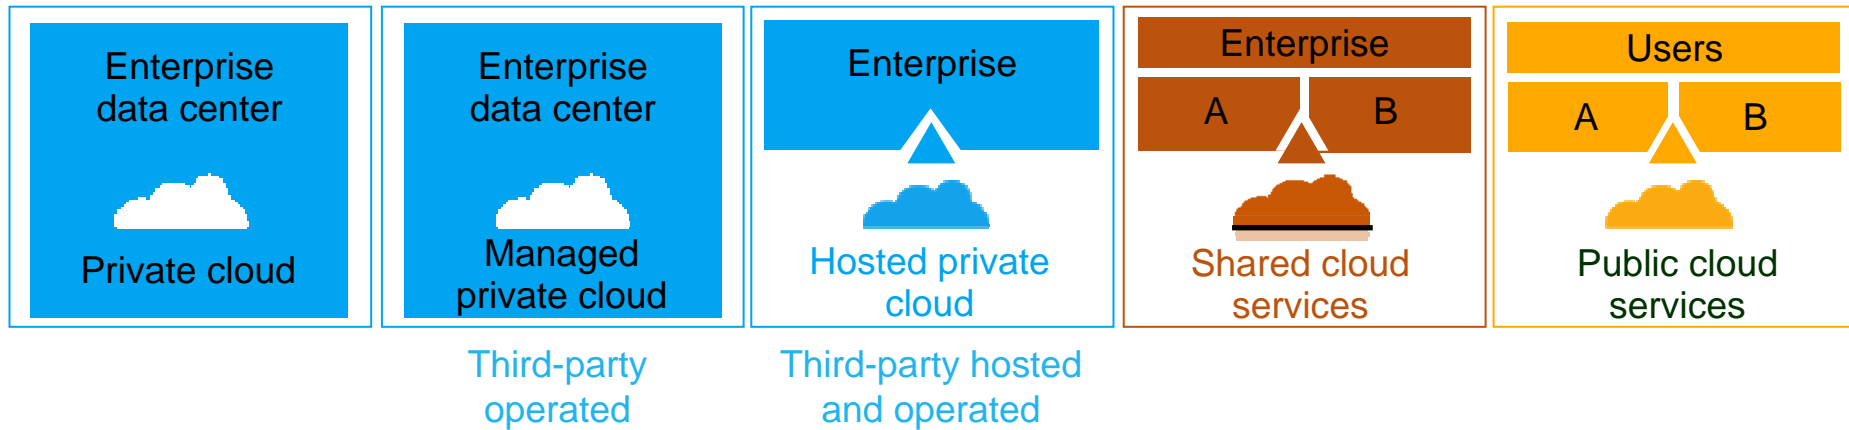 Enterprise
data center
Private cloud
Enterprise
data center
Managed
private cloud
Third-party
operated
Enterprise
Hosted private
cloud
Third-party hosted
and operated
Enterprise
A
B
Shared cloud
services
Users
A
B
Public cloud
services